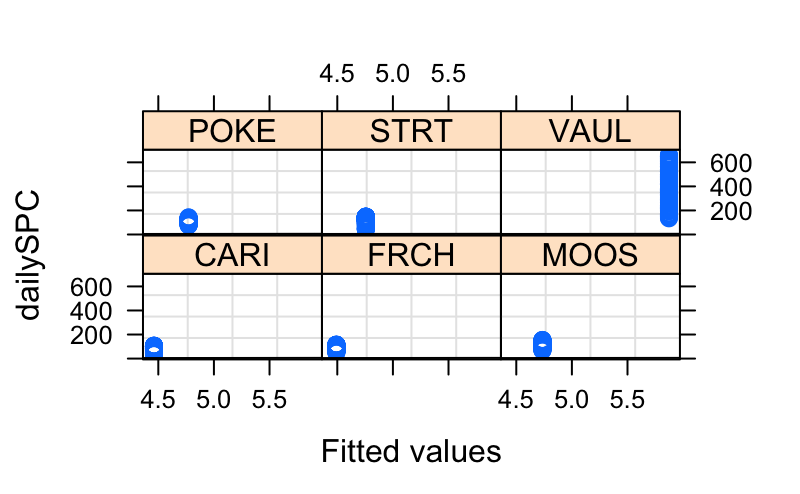 4.5 5.0 5.5
POKE STRT VAUL
600
400
200
dailySPC
CARI FRCH MOOS
600
400
200
4.5 5.0 5.5 4.5 5.0 5.5
Fitted values